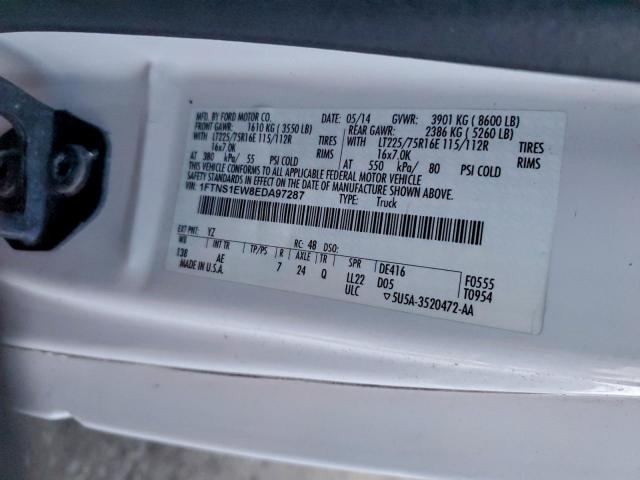 MFD. BY FORD MOTOR CO.
DATE: 05/14 GVWR: 3901 KG ( 8600 LB)
FRONT GAWR: 1610 KG ( 3550 LB) REAR GAWR: 2386 KG ( 5260 LB)
WITH LT225/75R16E 115/112R TIRES WITH LT225/75R16E 115/112R TIRES
16x7.0K RIMS 16x7.0K RIMS
AT 380 kPa/ 55 PSI COLD AT 550 kPa/ 80 PSI COLD
THIS VEHICLE CONFORMS TO ALL APPLICABLE FEDERAL MOTOR VEHICLE
SAFETY STANDARDS IN EFFECT ON THE DATE OF MANUFACTURE SHOWN ABOVE.
VIN: 1FTNS1EW8EDA97287 TYPE: Truck
EXT PNT: YZ RC: 48 DSO:
WB INT TR TP/PS R AXLE TR SPR DE416 F0555
138 AE 7 24 Q LL22 D05 T0954
MADE IN U.S.A. ULC ▽5U5A-3520472-AA